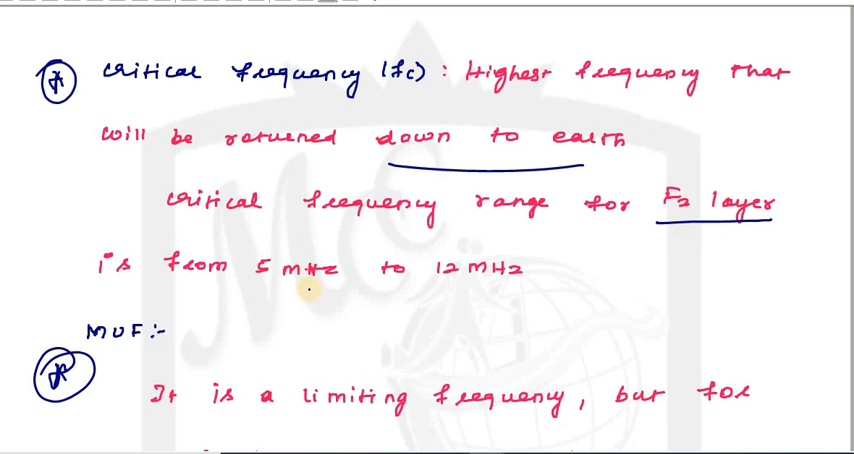 critical frequency (fc) : Highest frequency that
will be returned down to earth
critical frequency range for F2 layer
is from 5 MHz to 12 MHz
MUF :-
It is a limiting frequency, but for